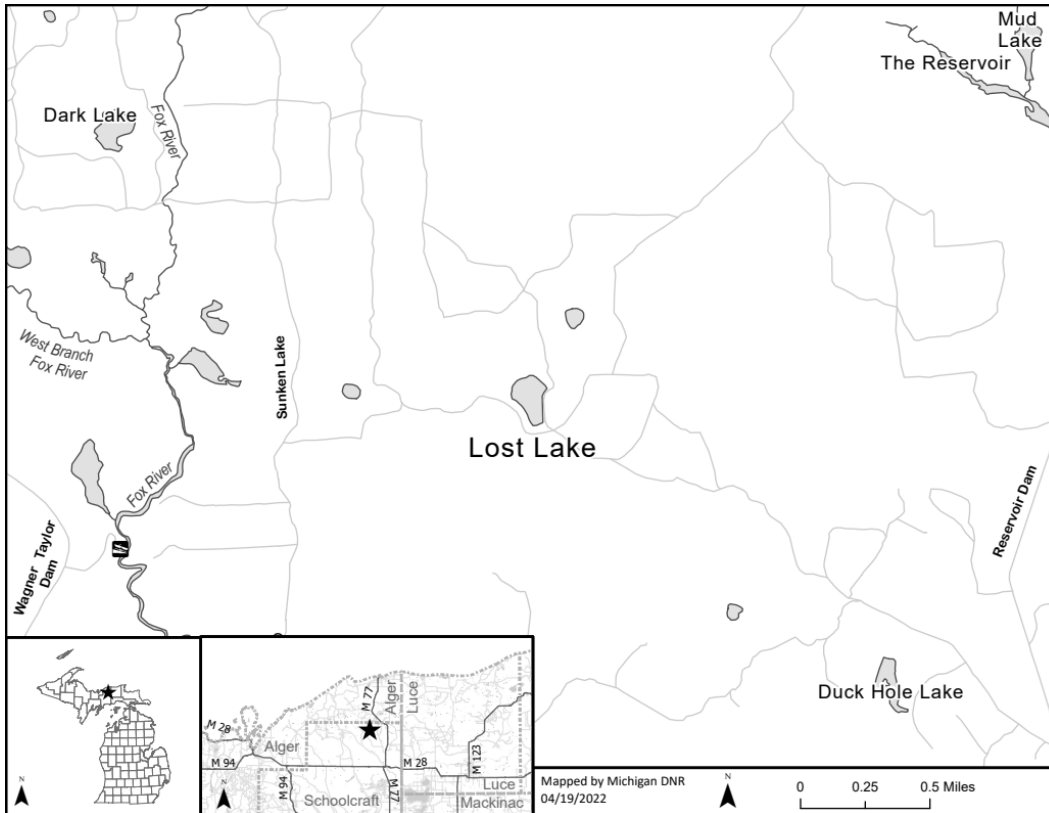 Mud
Lake
The Reservoir
Dark Lake
Fox River
West Branch
Fox River
Sunken Lake
Lost Lake
Fox River
Reservoir Dam
Wagner Taylor
Dam
Duck Hole Lake
N
M 28
M 94
Alger
M 94
M 77
Alger
Luce
M 28
M 123
Schoolcraft
M 77
Luce
Mackinac
N
Mapped by Michigan DNR
04/19/2022
N
0 0.25 0.5 Miles